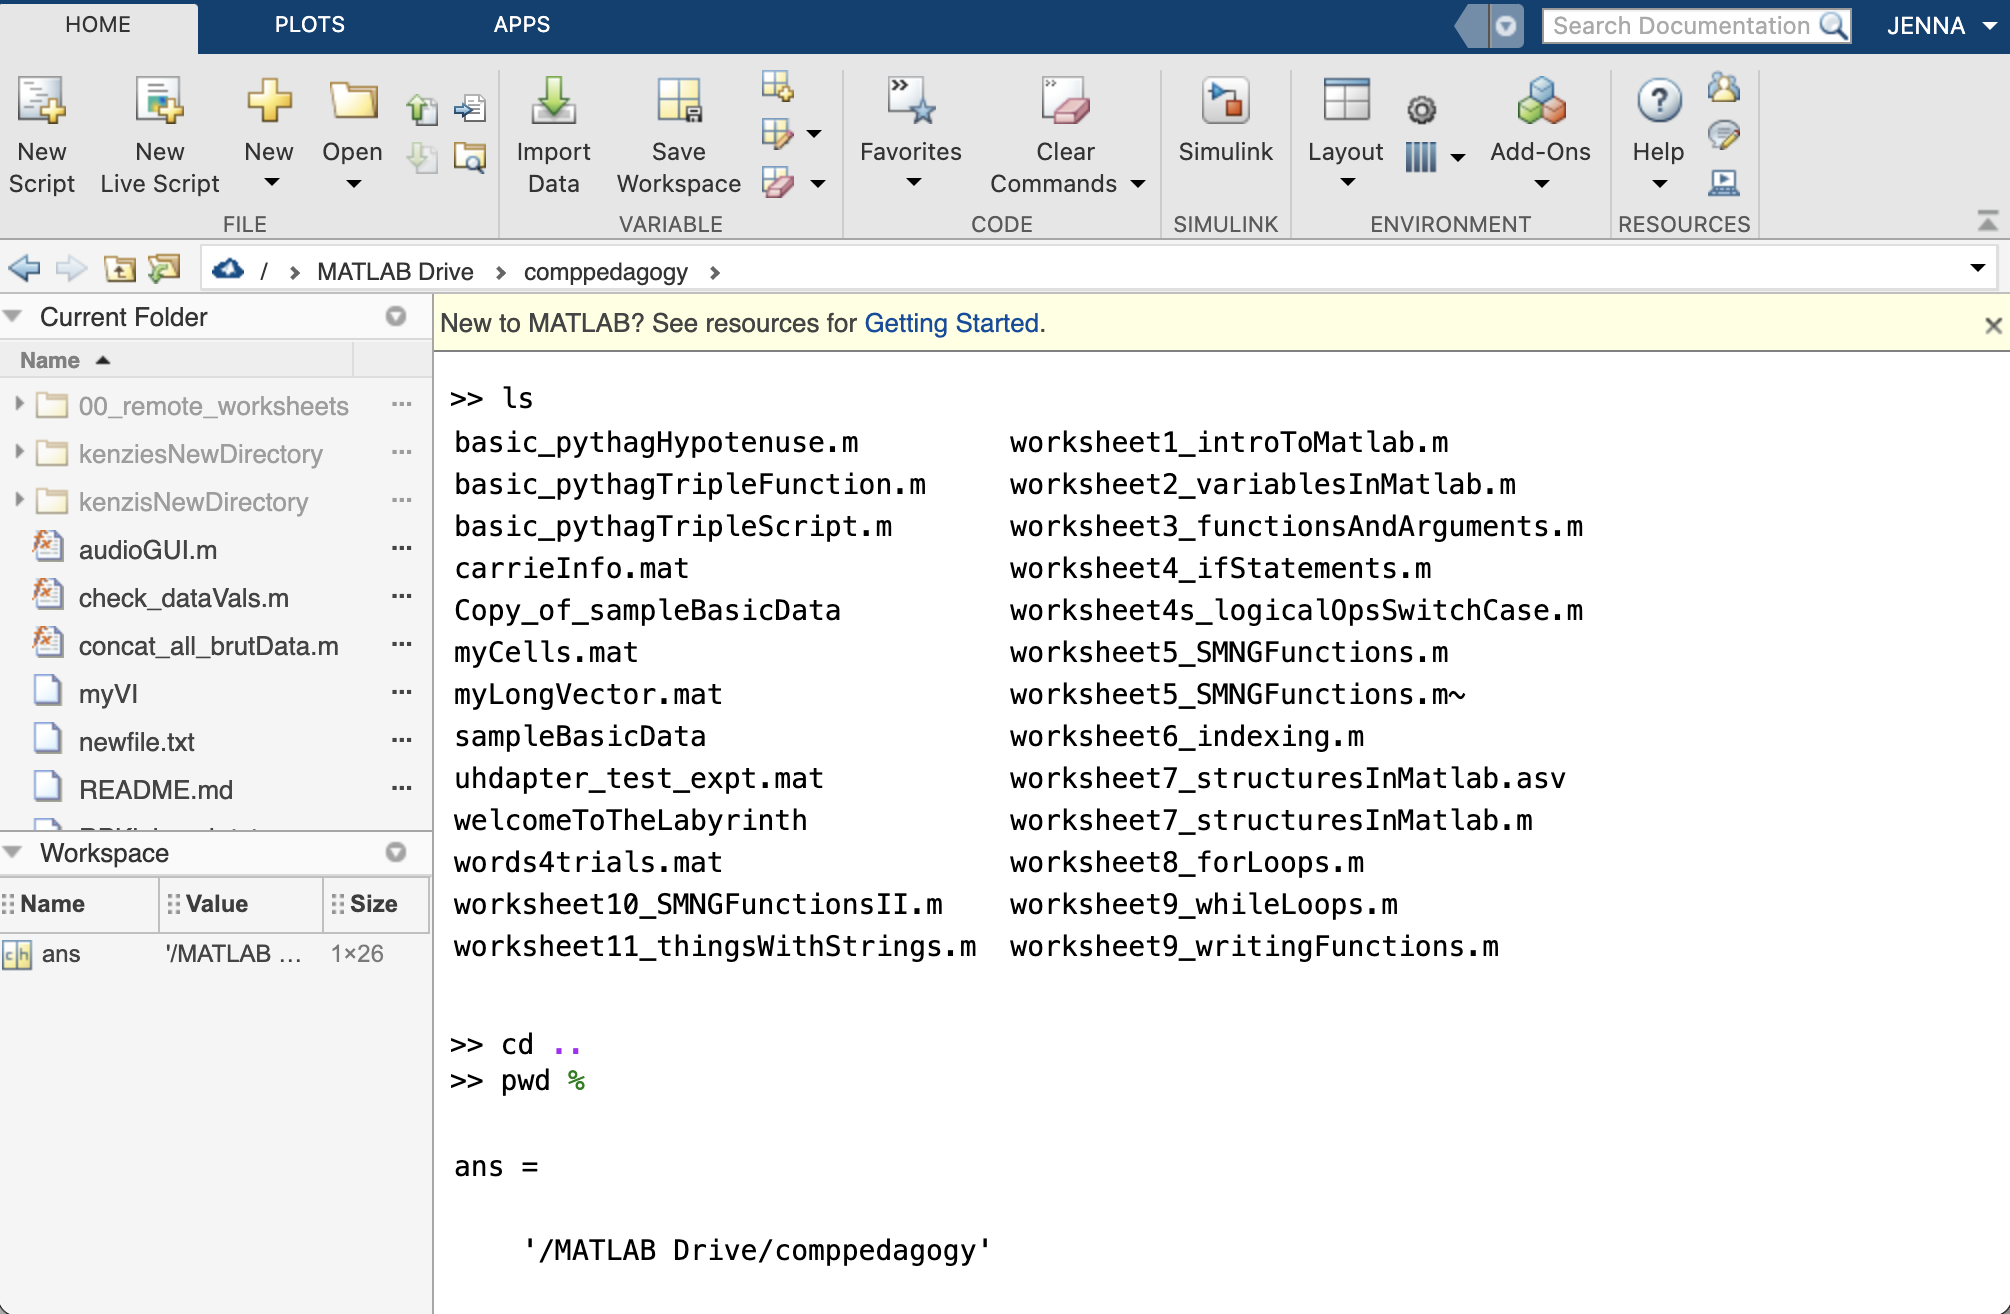 HOME PLOTS APPS Search Documentation JENNA
New Script New Live Script New Open Import Data Save Workspace Favorites Clear Commands Simulink Layout Add-Ons Help
FILE VARIABLE CODE SIMULINK ENVIRONMENT RESOURCES
/ › MATLAB Drive › comppedagogy ›
Current Folder
Name
00_remote_worksheets ...
kenziesNewDirectory ...
kenzisNewDirectory ...
audioGUI.m ...
check_dataVals.m ...
concat_all_brutData.m ...
myVI ...
newfile.txt ...
README.md ...
Workspace
Name Value Size
ans '/MATLAB ... 1×26
New to MATLAB? See resources for Getting Started.
>> ls
basic_pythagHypotenuse.m worksheet1_introToMatlab.m
basic_pythagTripleFunction.m worksheet2_variablesInMatlab.m
basic_pythagTripleScript.m worksheet3_functionsAndArguments.m
carrieInfo.mat worksheet4_ifStatements.m
Copy_of_sampleBasicData worksheet4s_logicalOpsSwitchCase.m
myCells.mat worksheet5_SMNGFunctions.m
myLongVector.mat worksheet5_SMNGFunctions.m~
sampleBasicData worksheet6_indexing.m
uhdapter_test_expt.mat worksheet7_structuresInMatlab.asv
welcomeToTheLabyrinth worksheet7_structuresInMatlab.m
words4trials.mat worksheet8_forLoops.m
worksheet10_SMNGFunctionsII.m worksheet9_whileLoops.m
worksheet11_thingsWithStrings.m worksheet9_writingFunctions.m
>> cd ..
>> pwd %
ans =
'/MATLAB Drive/comppedagogy'